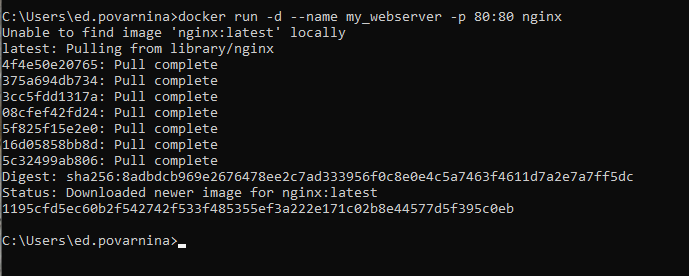 C:\Users\ed.povarnina>docker run -d --name my_webserver -p 80:80 nginx
Unable to find image 'nginx:latest' locally
latest: Pulling from library/nginx
4f4e50e20765: Pull complete
375a694db734: Pull complete
3cc5fdd1317a: Pull complete
08cfef42fd24: Pull complete
5f825f15e2e0: Pull complete
16d05858bb8d: Pull complete
5c32499ab806: Pull complete
Digest: sha256:8adbdcb969e2676478ee2c7ad333956f0c8e0e4c5a7463f4611d7a2e7a7ff5dc
Status: Downloaded newer image for nginx:latest
1195cfd5ec60b2f542742f533f485355ef3a222e171c02b8e44577d5f395c0eb
C:\Users\ed.povarnina>